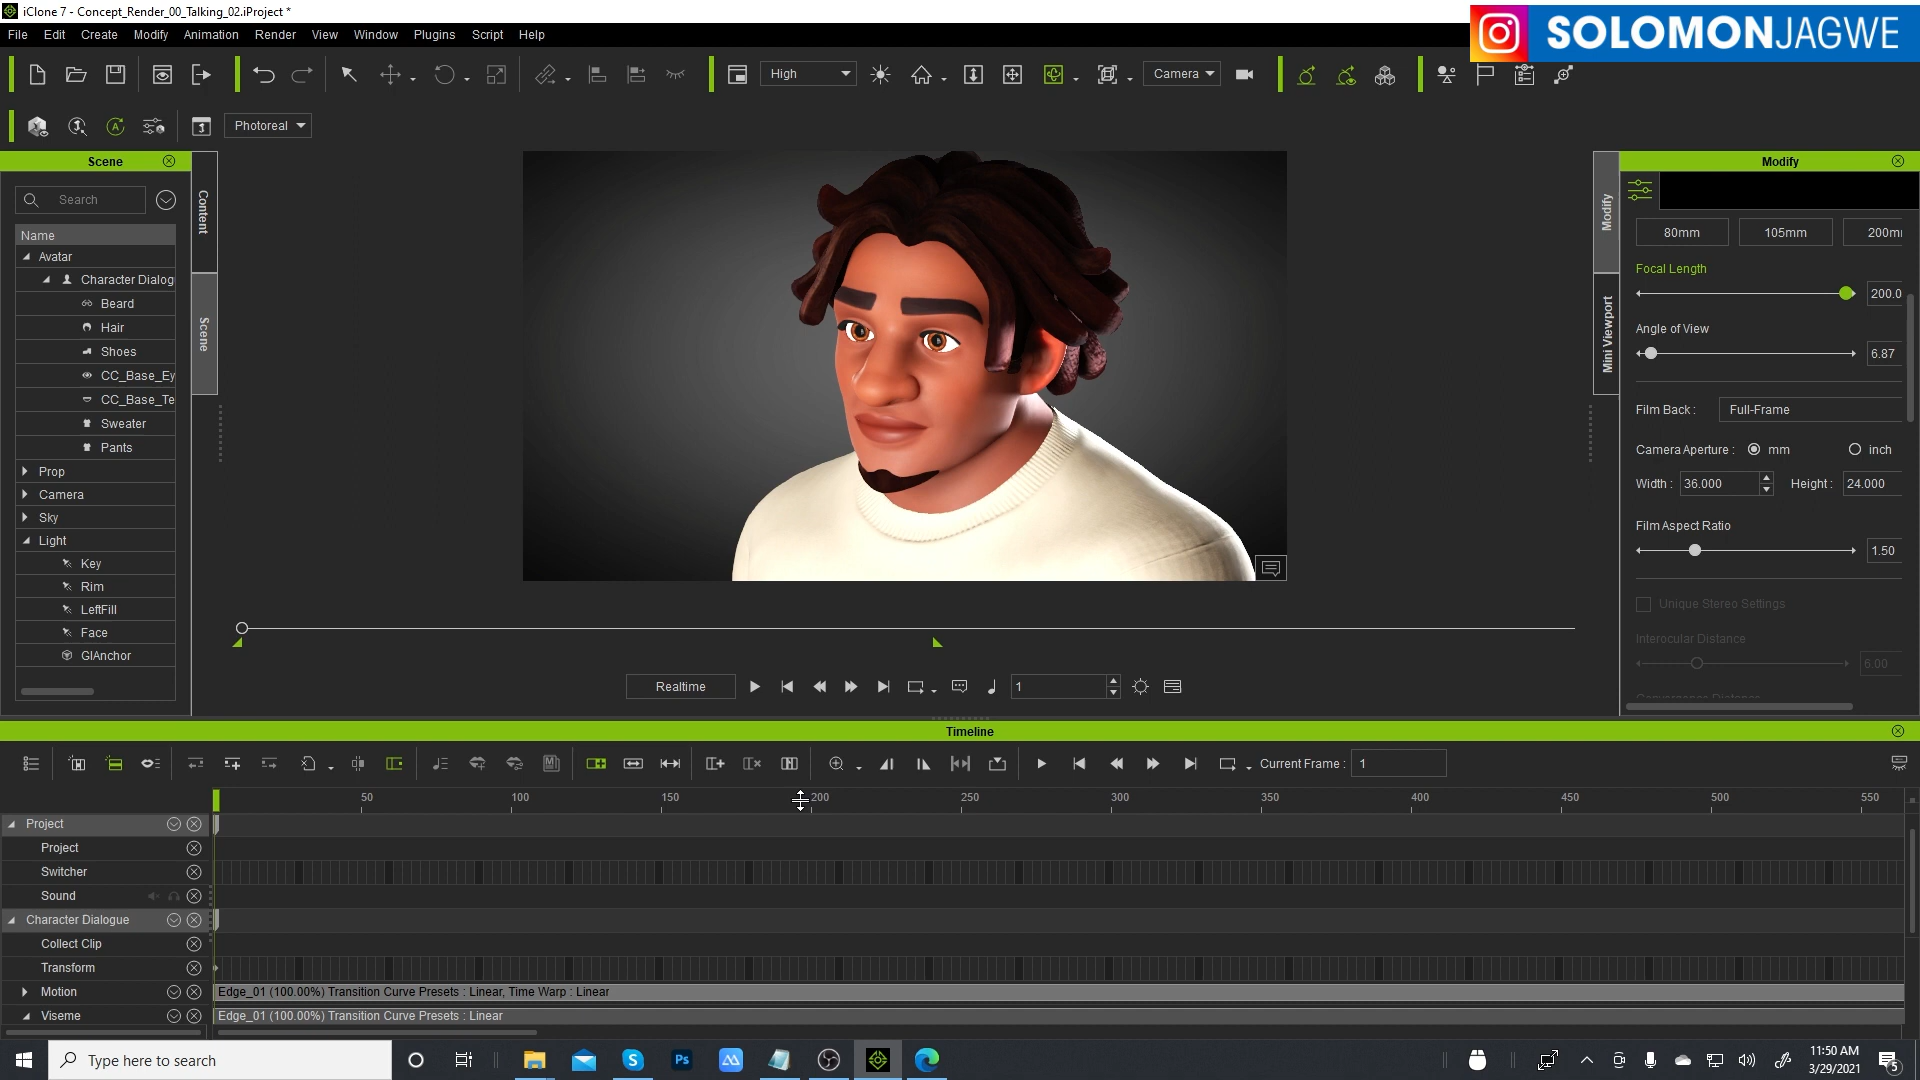 iClone 7 - Concept_Render_00_Talking_02.iProject *
SOLOMONJAGWE
File Edit Create Modify Animation Render View Window Plugins Script Help
High
Camera
Photoreal
Scene
Modify
Search
Content
Scene
Modify
Mini Viewport
Name
Avatar
Character Dialog
Beard
Hair
Shoes
CC_Base_Ey
CC_Base_Te
Sweater
Pants
Prop
Camera
Sky
Light
Key
Rim
LeftFill
Face
GIAnchor
80mm 105mm 200m
Focal Length
200.0
Angle of View
6.87
Film Back : Full-Frame
Camera Aperture : mm inch
Width : 36.000 Height : 24.000
Film Aspect Ratio
1.50
Unique Stereo Settings
Interocular Distance
6.00
Convergence Distance
Realtime 1
Timeline
Current Frame : 1
50 100 150 200 250 300 350 400 450 500 550
Project
Project
Switcher
Sound
Character Dialogue
Collect Clip
Transform
Motion Edge_01 (100.00%) Transition Curve Presets : Linear, Time Warp : Linear
Viseme Edge_01 (100.00%) Transition Curve Presets : Linear
Type here to search
11:50 AM
3/29/2021
5